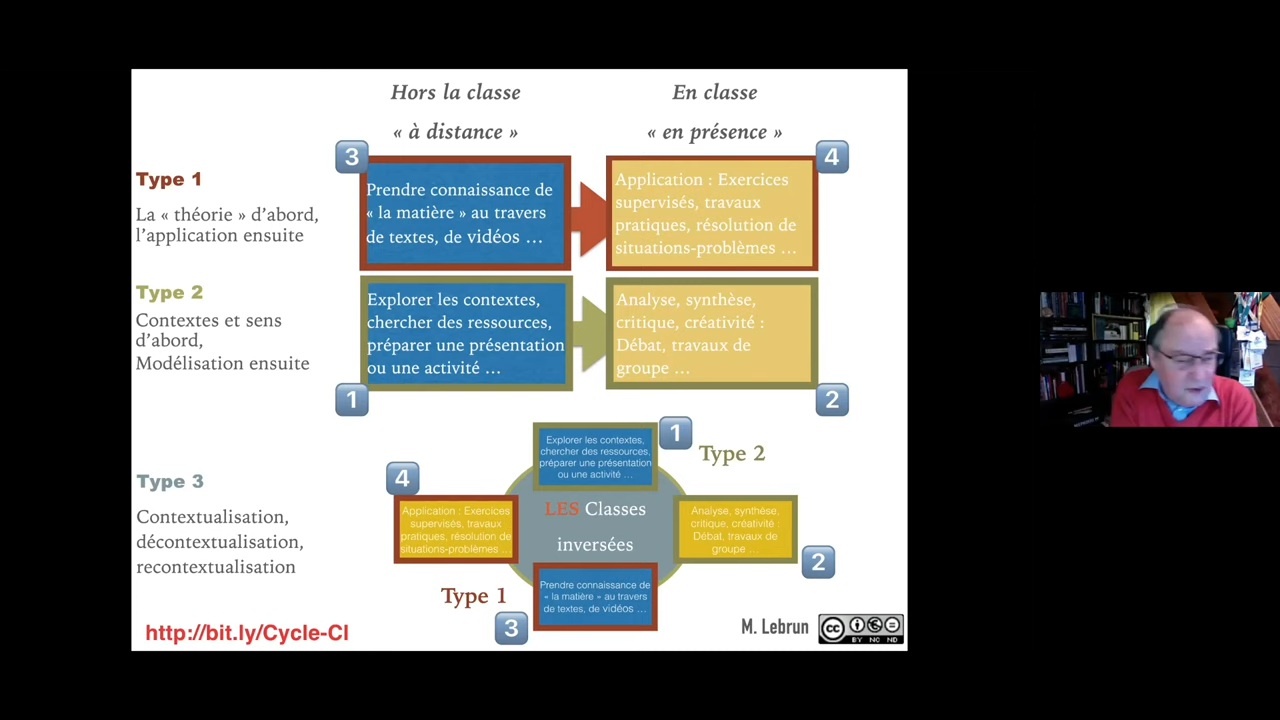 Hors la classe
« à distance »
En classe
« en présence »
3
4
Type 1
La « théorie » d’abord,
l’application ensuite
Prendre connaissance de
« la matière » au travers
de textes, de vidéos …
Application : Exercices
supervisés, travaux
pratiques, résolution de
situations-problèmes …
Type 2
Contextes et sens
d’abord,
Modélisation ensuite
Explorer les contextes,
chercher des ressources,
préparer une présentation
ou une activité …
Analyse, synthèse,
critique, créativité :
Débat, travaux de
groupe …
1
2
Type 3
Contextualisation,
décontextualisation,
recontextualisation
1
Type 2
Explorer les contextes,
chercher des ressources,
préparer une présentation
ou une activité …
4
Application : Exercices
supervisés, travaux
pratiques, résolution de
situations-problèmes …
LES Classes
inversées
Analyse, synthèse,
critique, créativité :
Débat, travaux de
groupe …
2
Type 1
3
Prendre connaissance de
« la matière » au travers
de textes, de vidéos …
http://bit.ly/Cycle-CI
M. Lebrun
cc
BY NC ND